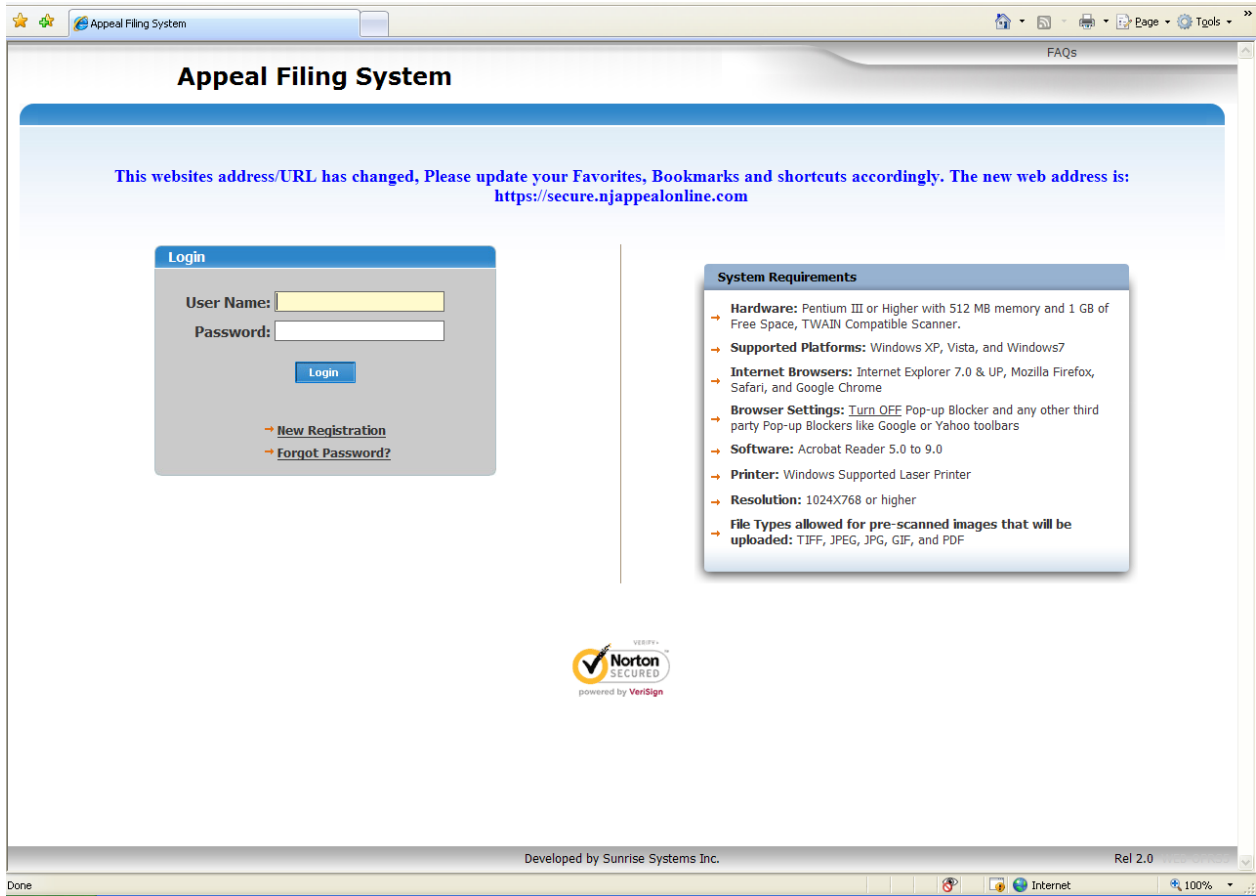 Appeal Filing System
Page
Tools
»
FAQs
Appeal Filing System
This websites address/URL has changed, Please update your Favorites, Bookmarks and shortcuts accordingly. The new web address is:
https://secure.njappealonline.com
Login
User Name:
Password:
Login
New Registration
Forgot Password?
System Requirements
Hardware: Pentium III or Higher with 512 MB memory and 1 GB of
Free Space, TWAIN Compatible Scanner.
Supported Platforms: Windows XP, Vista, and Windows7
Internet Browsers: Internet Explorer 7.0 & UP, Mozilla Firefox,
Safari, and Google Chrome
Browser Settings: Turn OFF Pop-up Blocker and any other third
party Pop-up Blockers like Google or Yahoo toolbars
Software: Acrobat Reader 5.0 to 9.0
Printer: Windows Supported Laser Printer
Resolution: 1024X768 or higher
File Types allowed for pre-scanned images that will be
uploaded: TIFF, JPEG, JPG, GIF, and PDF
VERIFY
Norton
SECURED
powered by VeriSign
Developed by Sunrise Systems Inc.
Rel 2.0
Done
Internet
100%